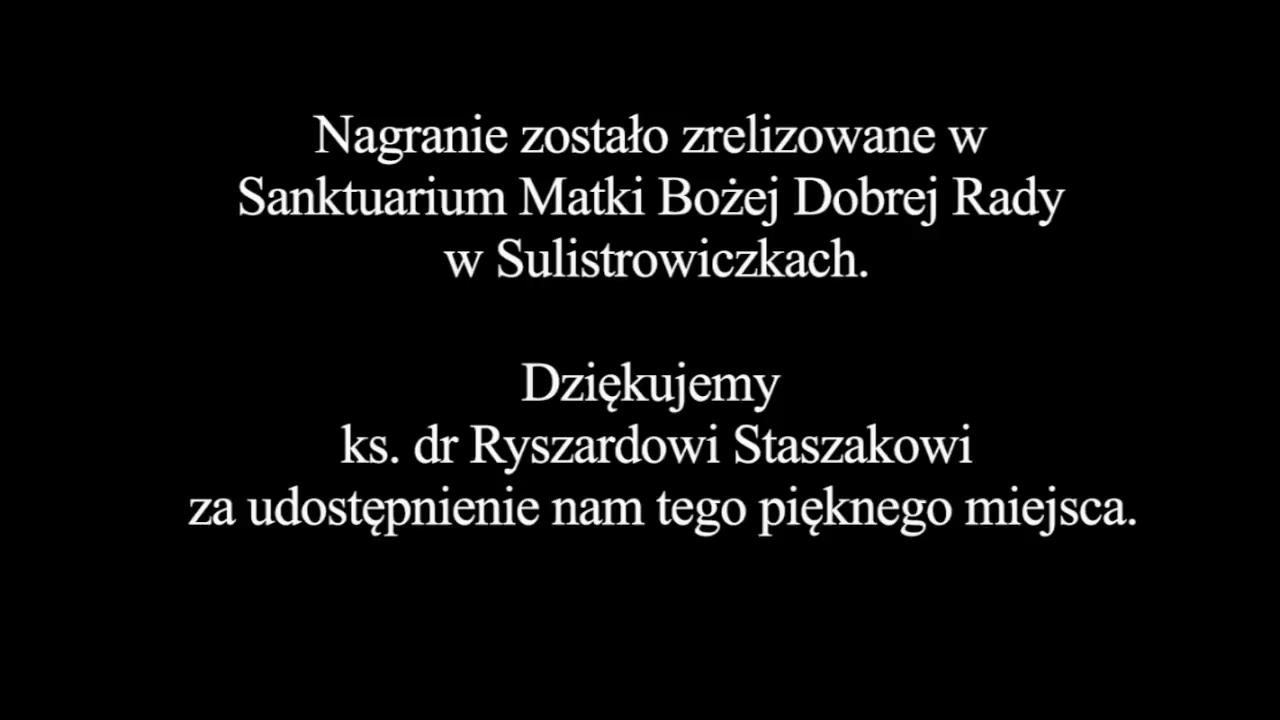 Nagranie zostało zrelizowane w
Sanktuarium Matki Bożej Dobrej Rady
w Sulistrowiczkach.
Dziękujemy
ks. dr Ryszardowi Staszakowi
za udostępnienie nam tego pięknego miejsca.